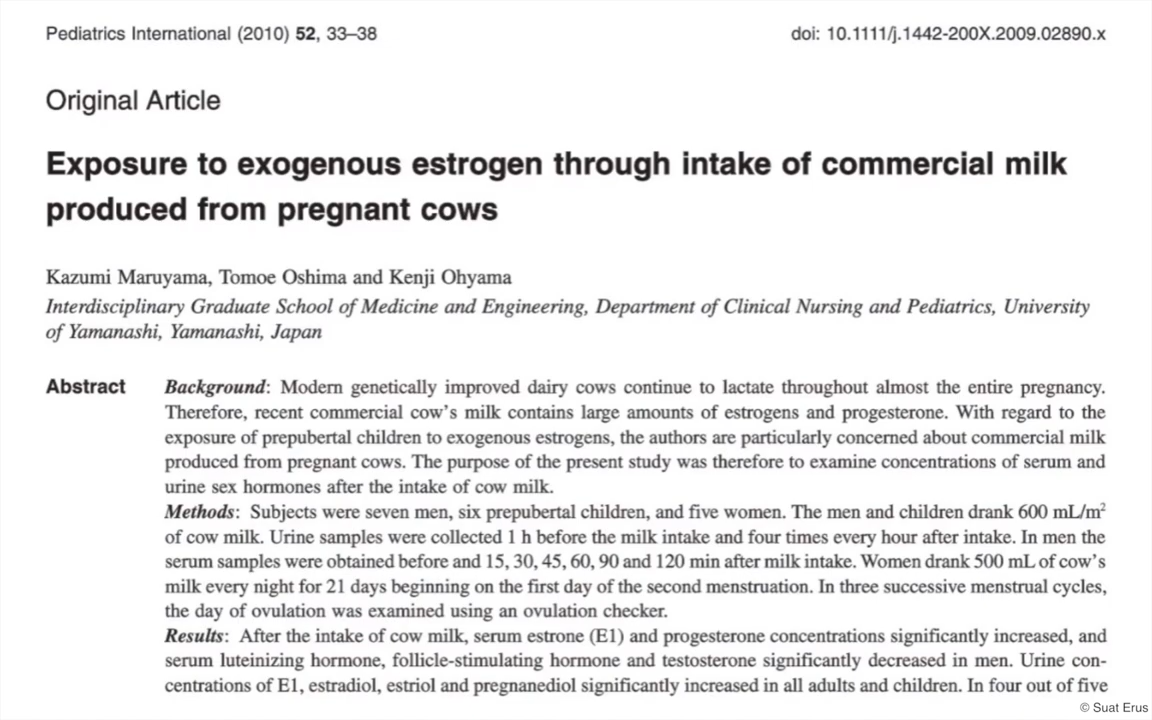 Pediatrics International (2010) 52, 33–38
doi: 10.1111/j.1442-200X.2009.02890.x
Original Article
Exposure to exogenous estrogen through intake of commercial milk
produced from pregnant cows
Kazumi Maruyama, Tomoe Oshima and Kenji Ohyama
Interdisciplinary Graduate School of Medicine and Engineering, Department of Clinical Nursing and Pediatrics, University
of Yamanashi, Yamanashi, Japan
Abstract
Background: Modern genetically improved dairy cows continue to lactate throughout almost the entire pregnancy.
Therefore, recent commercial cow's milk contains large amounts of estrogens and progesterone. With regard to the
exposure of prepubertal children to exogenous estrogens, the authors are particularly concerned about commercial milk
produced from pregnant cows. The purpose of the present study was therefore to examine concentrations of serum and
urine sex hormones after the intake of cow milk.
Methods: Subjects were seven men, six prepubertal children, and five women. The men and children drank 600 mL/m²
of cow milk. Urine samples were collected 1 h before the milk intake and four times every hour after intake. In men the
serum samples were obtained before and 15, 30, 45, 60, 90 and 120 min after milk intake. Women drank 500 mL of cow's
milk every night for 21 days beginning on the first day of the second menstruation. In three successive menstrual cycles,
the day of ovulation was examined using an ovulation checker.
Results: After the intake of cow milk, serum estrone (E1) and progesterone concentrations significantly increased, and
serum luteinizing hormone, follicle-stimulating hormone and testosterone significantly decreased in men. Urine con-
centrations of E1, estradiol, estriol and pregnanediol significantly increased in all adults and children. In four out of five
© Suat Erus